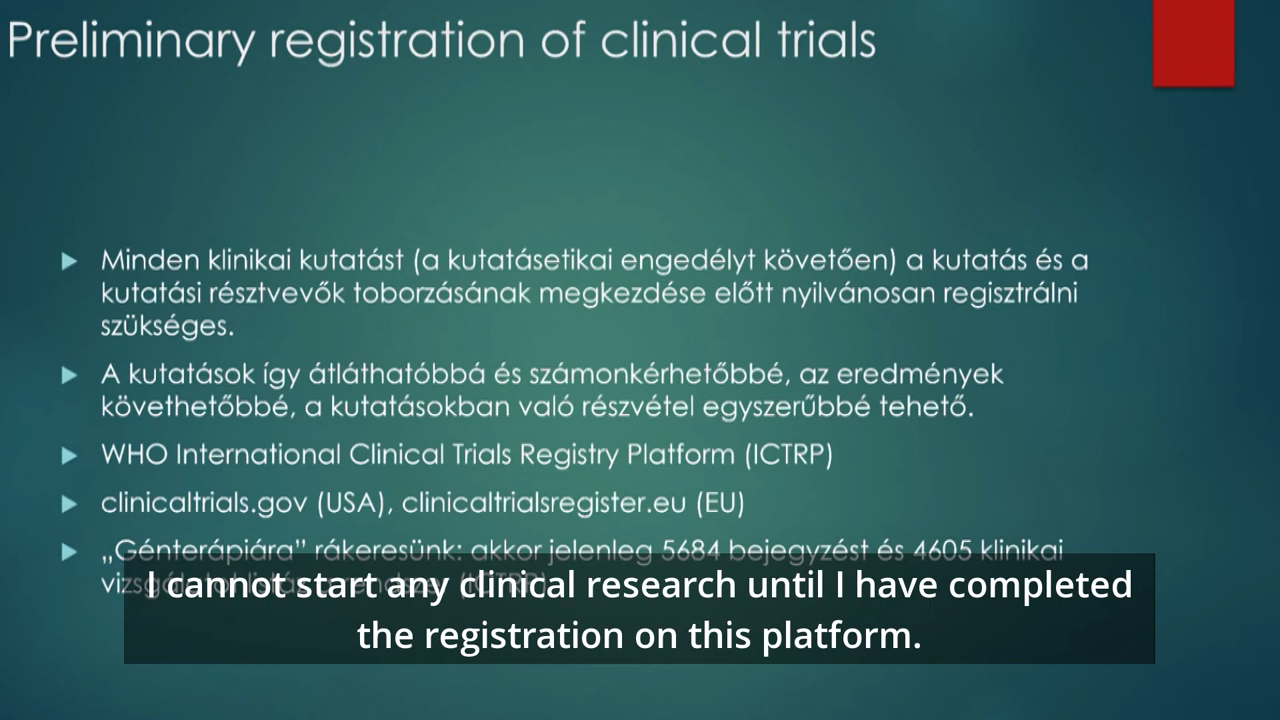 Preliminary registration of clinical trials
Minden klinikai kutatást (a kutatásetikai engedélyt követően) a kutatás és a
kutatási résztvevők toborzásának megkezdése előtt nyilvánosan regisztrálni
szükséges.
A kutatások így átláthatóbbá és számonkérhetőbbé, az eredmények
követhetőbbé, a kutatásokban való részvétel egyszerűbbé tehető.
WHO International Clinical Trials Registry Platform (ICTRP)
clinicaltrials.gov (USA), clinicaltrialsregister.eu (EU)
„Génterápiára” rákeresünk: akkor jelenleg 5684 bejegyzést és 4605 klinikai
I cannot start any clinical research until I have completed
the registration on this platform.